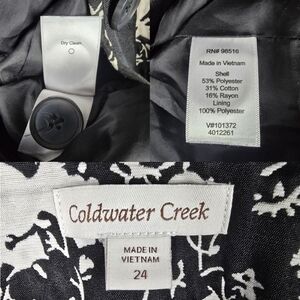 Dry Clean
RN# 98516
Made in Vietnam
Shell
53% Polyester
31% Cotton
16% Rayon
Lining
100% Polyester
V#101372
4012261
Coldwater Creek
MADE IN
VIETNAM
24